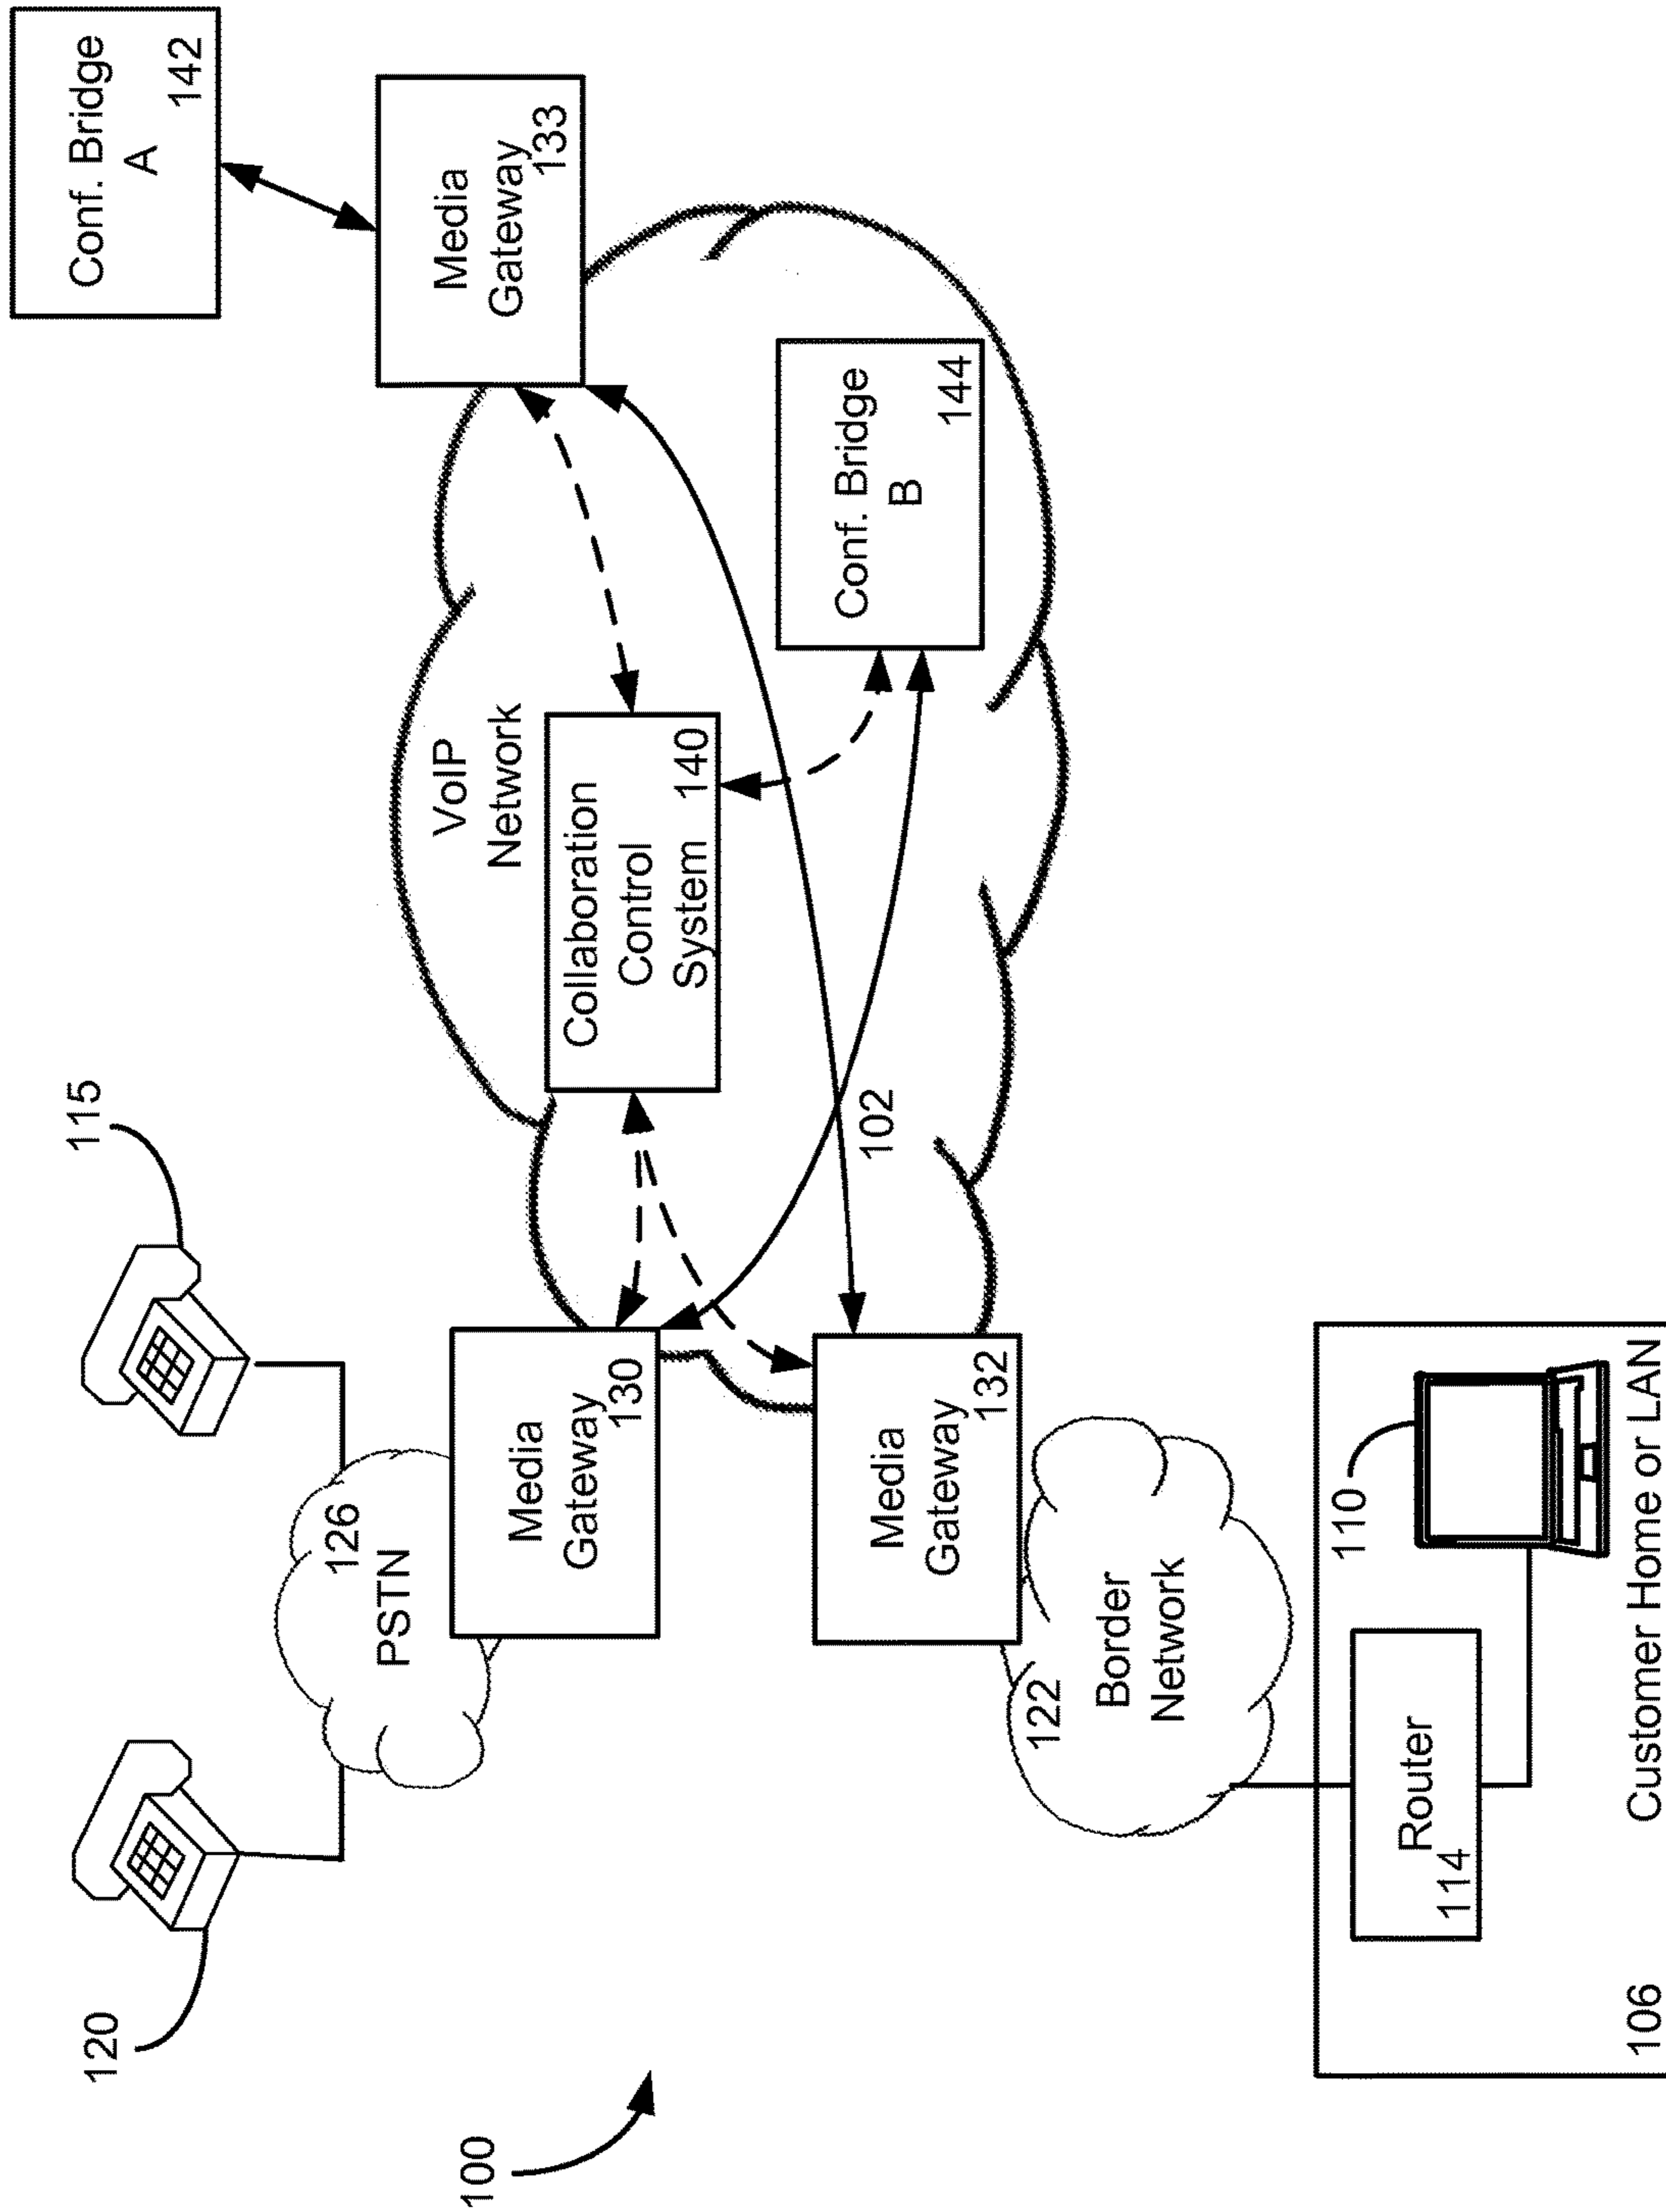 100
120
115
PSTN
126
Media
Gateway
130
VoIP
Network
Collaboration
Control
System
140
Media
Gateway
133
Conf. Bridge
A
142
Conf. Bridge
B
144
102
Media
Gateway
132
122
Border
Network
Router
114
110
106
Customer Home or LAN